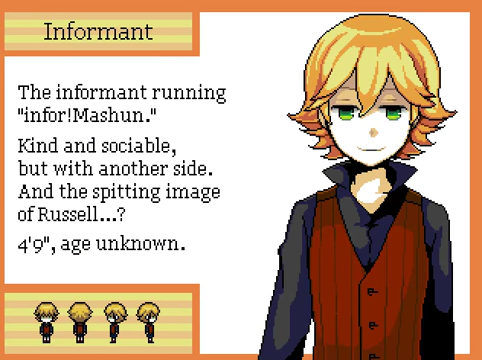 Informant
The informant running
"infor!Mashun."
Kind and sociable,
but with another side.
And the spitting image
of Russell...?
4'9", age unknown.